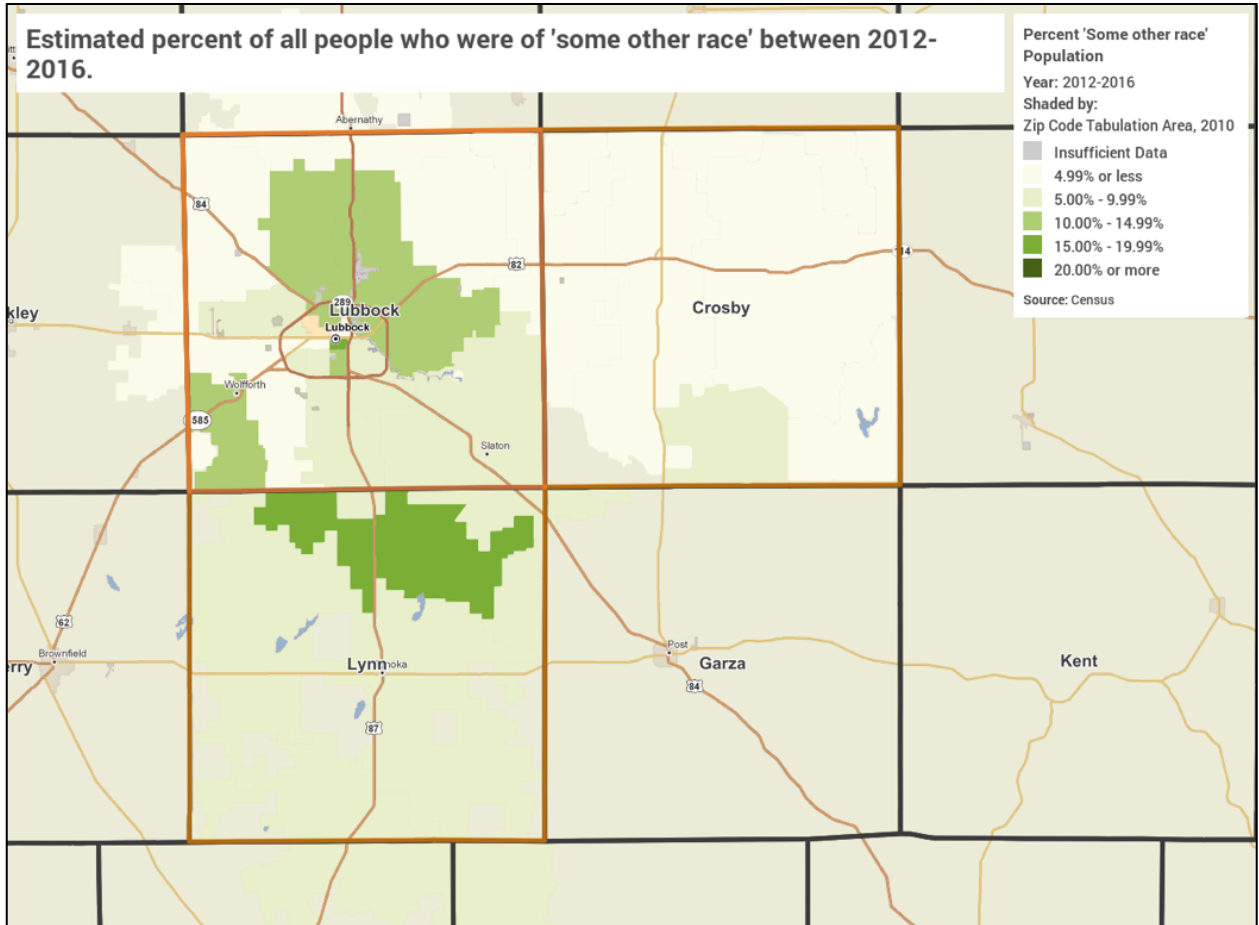 Estimated percent of all people who were of 'some other race' between 2012-
2016.
Percent 'Some other race'
Population
Year: 2012-2016
Shaded by:
Zip Code Tabulation Area, 2010
Insufficient Data
4.99% or less
5.00% - 9.99%
10.00% - 14.99%
15.00% - 19.99%
20.00% or more
Source: Census
Abernathy
84
82
114
289
Lubbock
Lubbock
kley
Crosby
Wolfforth
585
Slaton
62
Brownfield
erry
Lynn
oka
Post
Garza
Kent
84
87